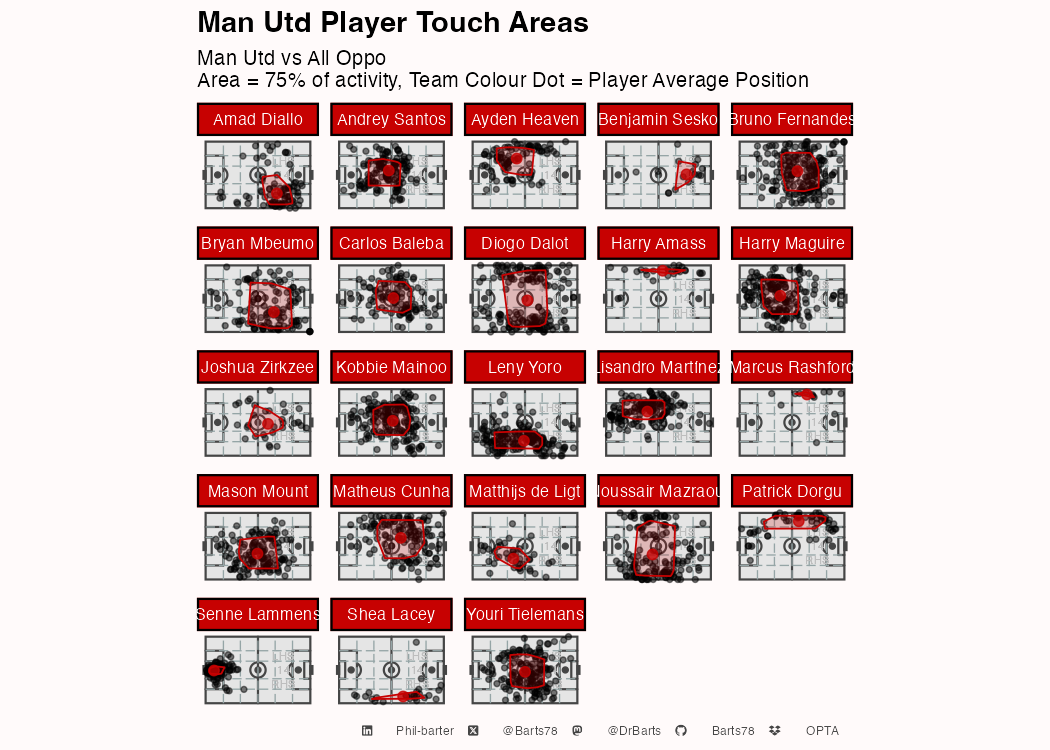 Man Utd Player Touch Areas
Man Utd vs All Oppo
Area = 75% of activity, Team Colour Dot = Player Average Position
Amad Diallo
Andrey Santos
Ayden Heaven
Benjamin Sesko
Bruno Fernandes
Bryan Mbeumo
Carlos Baleba
Diogo Dalot
Harry Amass
Harry Maguire
Joshua Zirkzee
Kobbie Mainoo
Leny Yoro
Lisandro Martínez
Marcus Rashford
Mason Mount
Matheus Cunha
Matthijs de Ligt
Noussair Mazraoui
Patrick Dorgu
Senne Lammens
Shea Lacey
Youri Tielemans
Phil-barter @Barts78 @DrBarts Barts78 OPTA